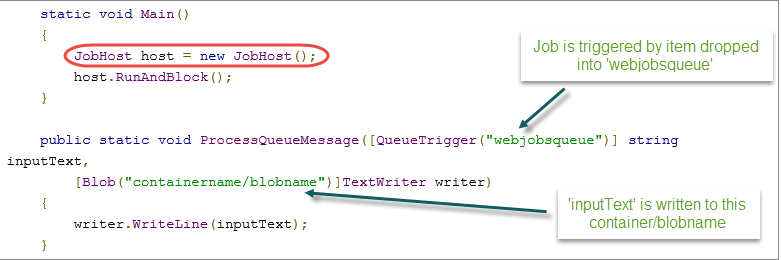 static void Main()
{
JobHost host = new JobHost();
host.RunAndBlock();
}
Job is triggered by item dropped
into 'webjobsqueue'
public static void ProcessQueueMessage([QueueTrigger("webjobsqueue")] string
inputText,
[Blob("containername/blobname")]TextWriter writer)
{
writer.WriteLine(inputText);
}
'inputText' is written to this
container/blobname